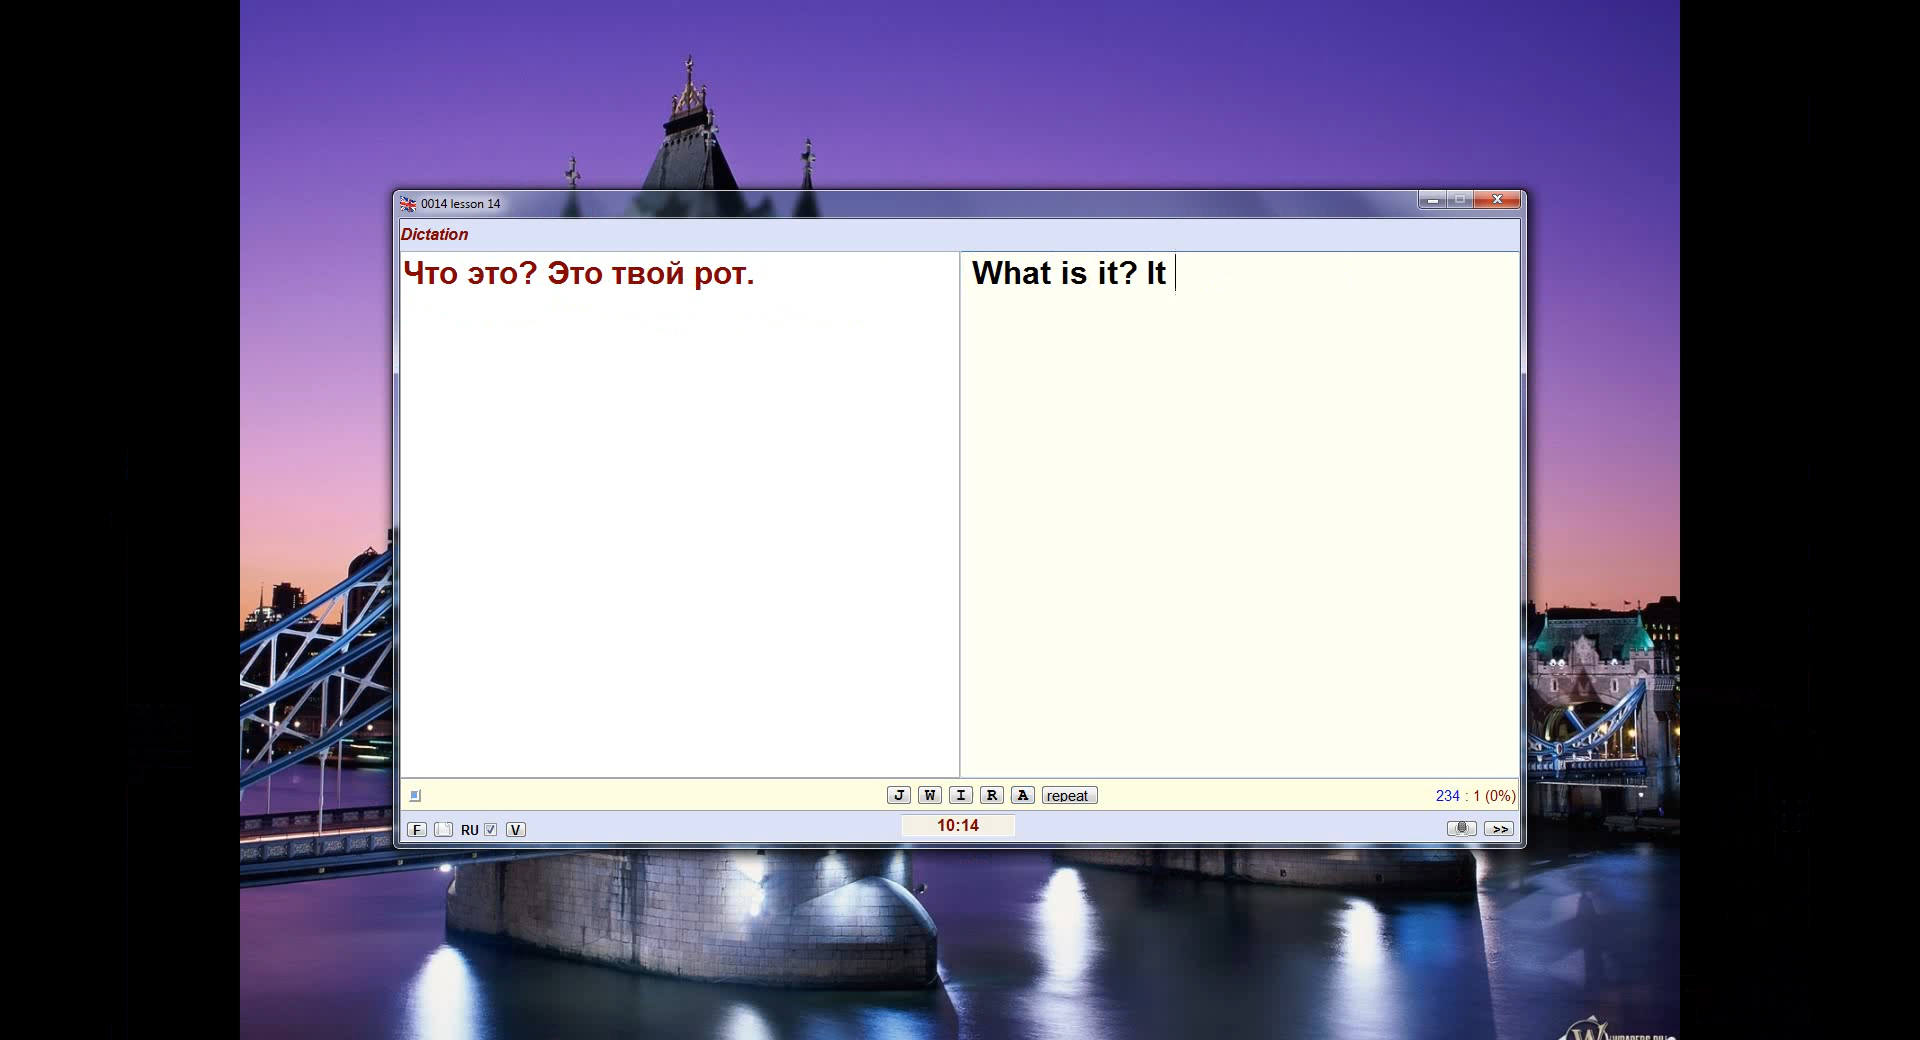 0014 lesson 14
Dictation
Что это? Это твой рот.
What is it? It
J W I R A repeat
234 : 1 (0%)
F RU V
10:14
>>